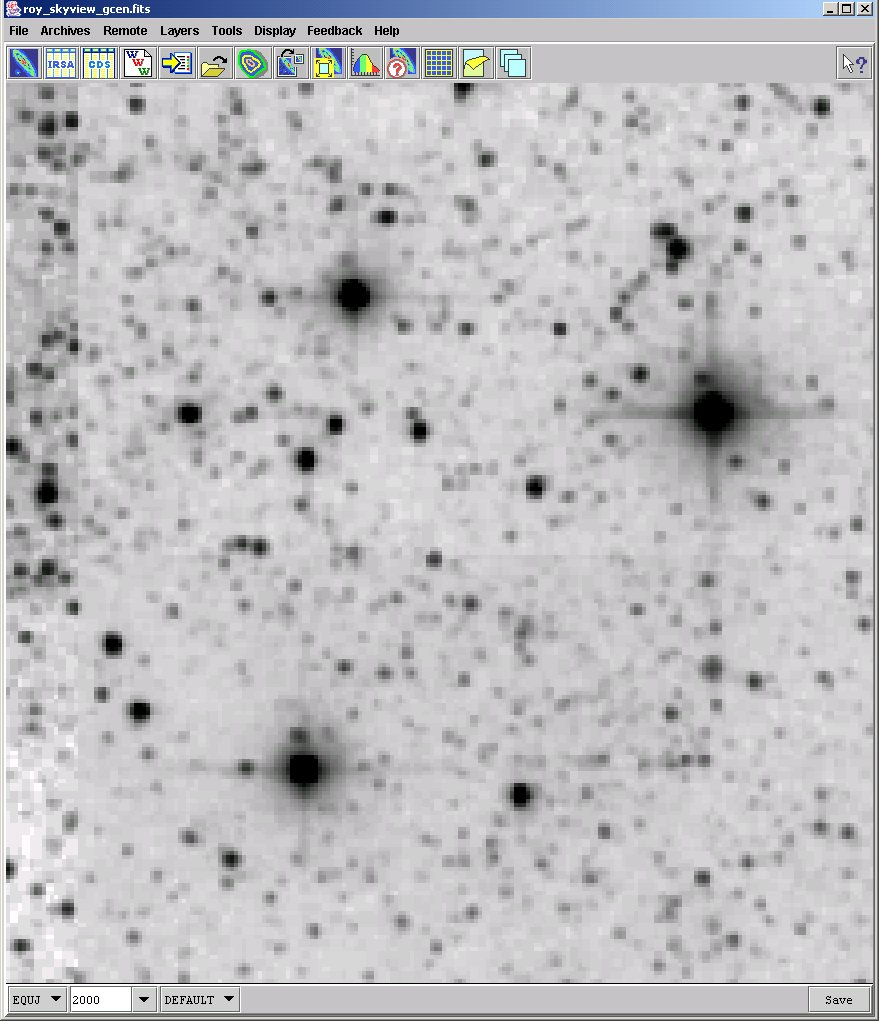 roy_skyview_gcen.fits
File Archives Remote Layers Tools Display Feedback Help
IRSA CDS W W W ? ?
EQUJ 2000 DEFAULT Save